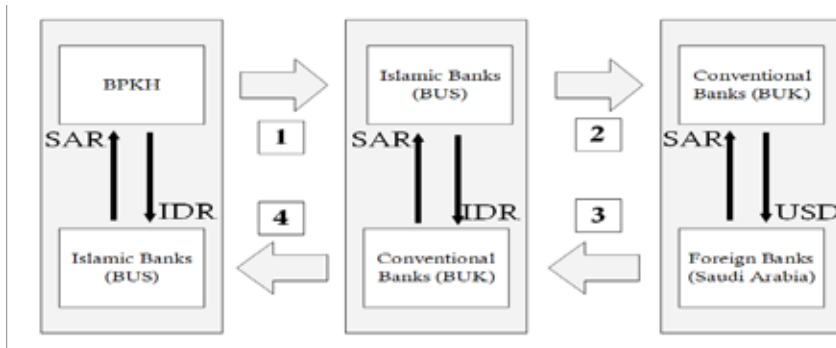 BPKH
SAR
IDR
Islamic Banks
(BUS)
1
4
Islamic Banks
(BUS)
SAR
IDR
Conventional
Banks (BUK)
2
3
Conventional
Banks (BUK)
SAR
USD
Foreign Banks
(Saudi Arabia)